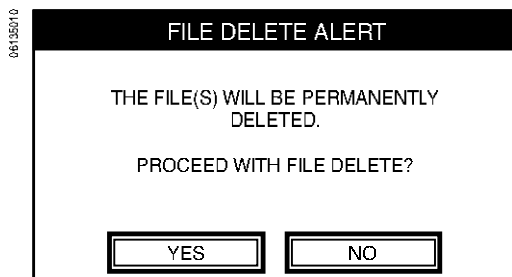 06135010
FILE DELETE ALERT
THE FILE(S) WILL BE PERMANENTLY
DELETED.
PROCEED WITH FILE DELETE?
YES
NO